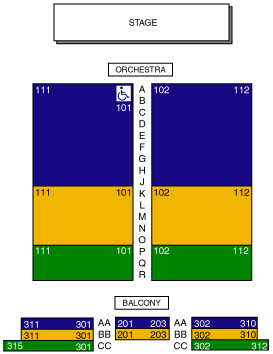 STAGE
ORCHESTRA
111 A 102 112
B
101 C
D
E
F
G
H
J
111 101 K 102 112
L
M
N
O
111 101 P 102 112
Q
R
BALCONY
311 301 AA 201 203 AA 302 310
311 301 BB 201 203 BB 302 310
315 301 CC CC 302 312